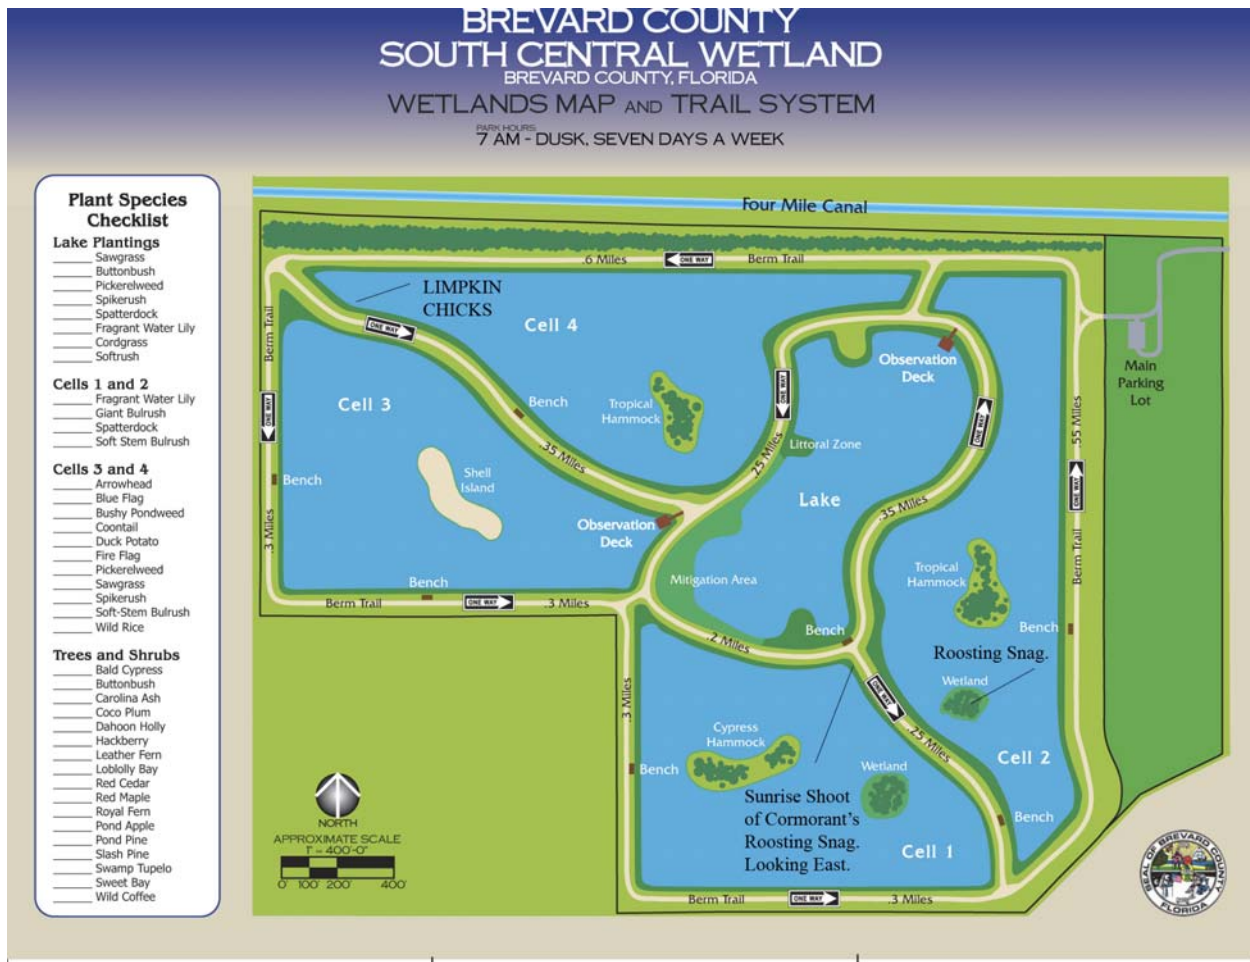 BREVARD COUNTY
SOUTH CENTRAL WETLAND
BREVARD COUNTY, FLORIDA
WETLANDS MAP AND TRAIL SYSTEM
PARK HOURS:
7 AM - DUSK, SEVEN DAYS A WEEK
Plant Species
Checklist
Lake Plantings
Sawgrass
Buttonbush
Pickerelweed
Spikerush
Spatterdock
Fragrant Water Lily
Cordgrass
Softrush
Cells 1 and 2
Fragrant Water Lily
Giant Bulrush
Spatterdock
Soft Stem Bulrush
Cells 3 and 4
Arrowhead
Blue Flag
Bushy Pondweed
Coontail
Duck Potato
Fire Flag
Pickerelweed
Sawgrass
Spikerush
Soft-Stem Bulrush
Wild Rice
Trees and Shrubs
Bald Cypress
Buttonbush
Carolina Ash
Coco Plum
Dahoon Holly
Hackberry
Leather Fern
Loblolly Bay
Red Cedar
Red Maple
Royal Fern
Pond Apple
Pond Pine
Slash Pine
Swamp Tupelo
Sweet Bay
Wild Coffee
Four Mile Canal
.6 Miles
ONE WAY
Berm Trail
LIMPKIN
CHICKS
Cell 4
ONE WAY
Berm Trail
Observation
Deck
Main
Parking
Lot
Cell 3
Bench
Tropical
Hammock
ONE WAY
ONE WAY
ONE WAY
.55 Miles
.35 Miles
.25 Miles
Littoral Zone
Shell
Island
Bench
Lake
ONE WAY
.35 Miles
.3 Miles
Observation
Deck
Berm Trail
Bench
Mitigation Area
Tropical
Hammock
Berm Trail
ONE WAY
.3 Miles
.2 Miles
Bench
Bench
Roosting Snag.
Wetland
ONE WAY
.3 Miles
Cypress
Hammock
.25 Miles
Bench
Wetland
Cell 2
Sunrise Shoot
of Cormorant's
Roosting Snag.
Looking East.
Bench
Cell 1
Berm Trail
ONE WAY
.3 Miles
NORTH
APPROXIMATE SCALE
1" = 400'-0"
0' 100' 200' 400'
SEAL OF BREVARD COUNTY
FLORIDA